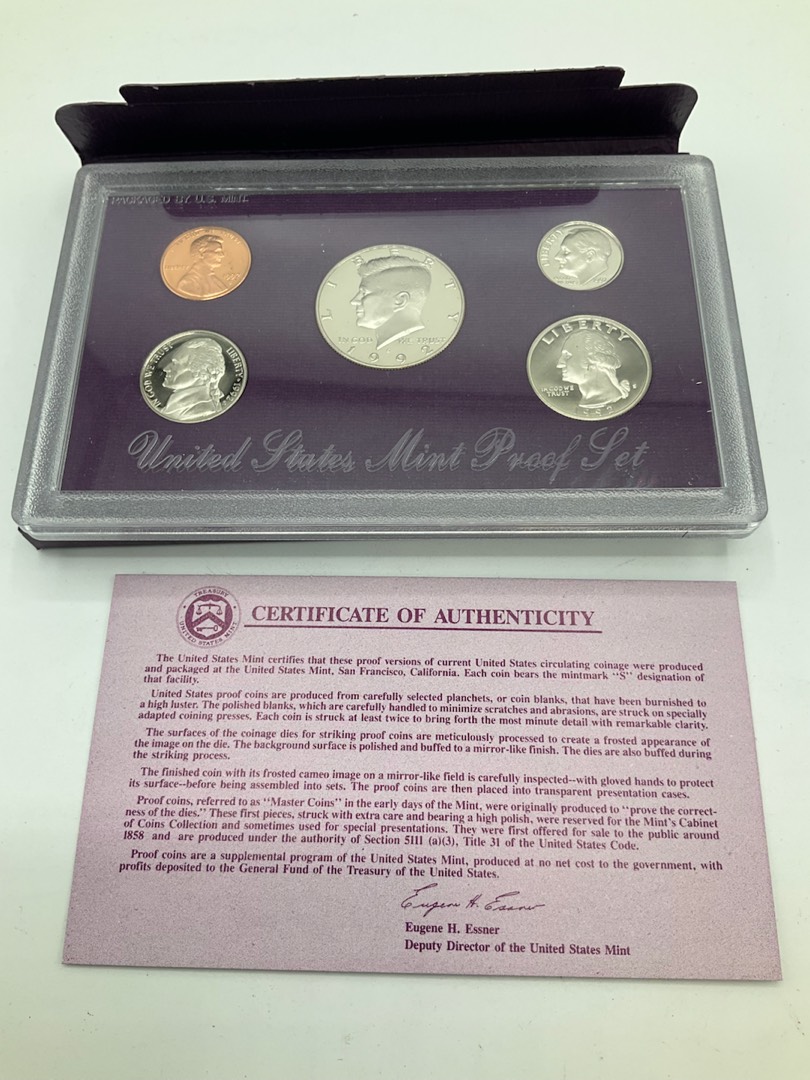 PACKAGED BY U.S. MINT
LIBERTY
IN GOD WE TRUST
1992
LIBERTY
IN GOD WE TRUST
LIBERTY · 1992
LIBERTY
IN GOD WE
TRUST
S
1992
United States Mint Proof Set
TREASURY
UNITED STATES MINT
CERTIFICATE OF AUTHENTICITY
The United States Mint certifies that these proof versions of current United States circulating coinage were produced
and packaged at the United States Mint, San Francisco, California. Each coin bears the mintmark “S” designation of
that facility.
United States proof coins are produced from carefully selected planchets, or coin blanks, that have been burnished to
a high luster. The polished blanks, which are carefully handled to minimize scratches and abrasions, are struck on specially
adapted coining presses. Each coin is struck at least twice to bring forth the most minute detail with remarkable clarity.
The surfaces of the coinage dies for striking proof coins are meticulously processed to create a frosted appearance of
the image on the die. The background surface is polished and buffed to a mirror-like finish. The dies are also buffed during
the striking process.
The finished coin with its frosted cameo image on a mirror-like field is carefully inspected--with gloved hands to protect
its surface--before being assembled into sets. The proof coins are then placed into transparent presentation cases.
Proof coins, referred to as “Master Coins” in the early days of the Mint, were originally produced to “prove the correct-
ness of the dies.” These first pieces, struck with extra care and bearing a high polish, were reserved for the Mint's Cabinet
of Coins Collection and sometimes used for special presentations. They were first offered for sale to the public around
1858 and are produced under the authority of Section 5111 (a)(3), Title 31 of the United States Code.
Proof coins are a supplemental program of the United States Mint, produced at no net cost to the government, with
profits deposited to the General Fund of the Treasury of the United States.
Eugene H. Essner
Eugene H. Essner
Deputy Director of the United States Mint